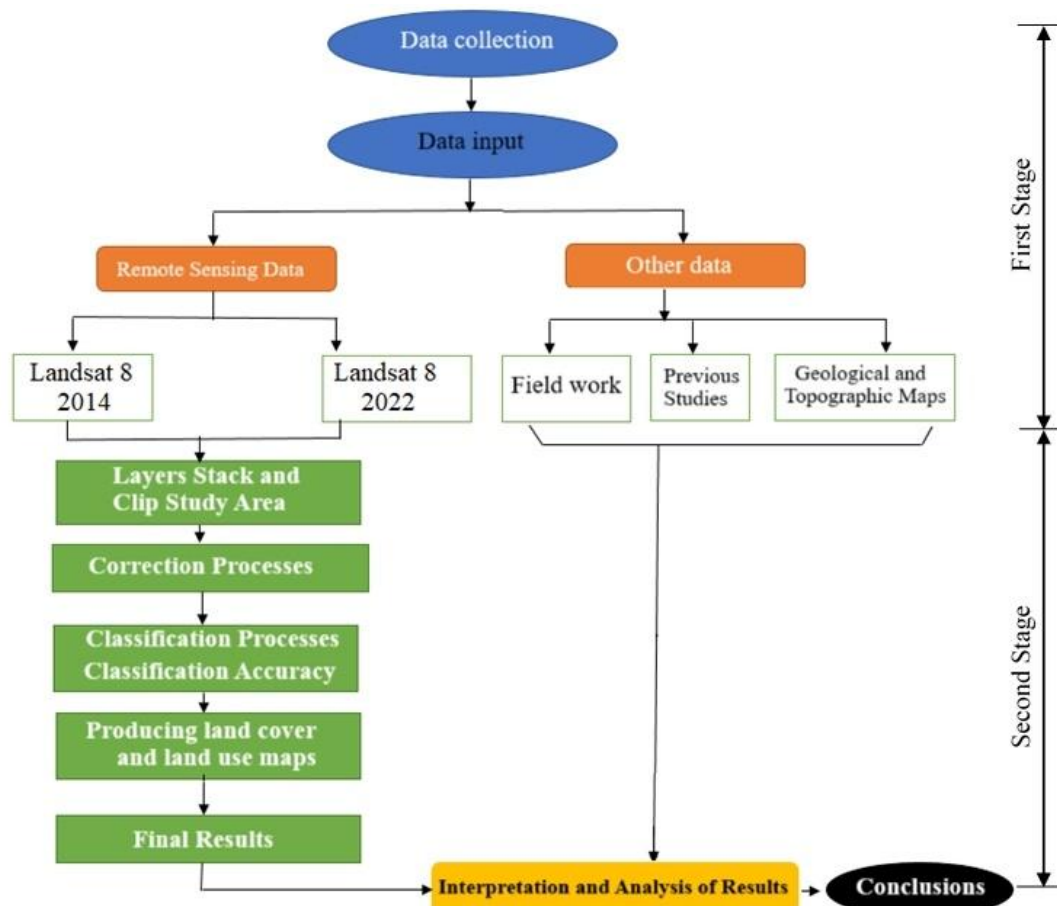 Data collection
Data input
First Stage
Remote Sensing Data
Other data
Landsat 8
2014
Landsat 8
2022
Field work
Previous
Studies
Geological and
Topographic Maps
Layers Stack and
Clip Study Area
Correction Processes
Classification Processes
Classification Accuracy
Producing land cover
and land use maps
Final Results
Second Stage
Interpretation and Analysis of Results
Conclusions